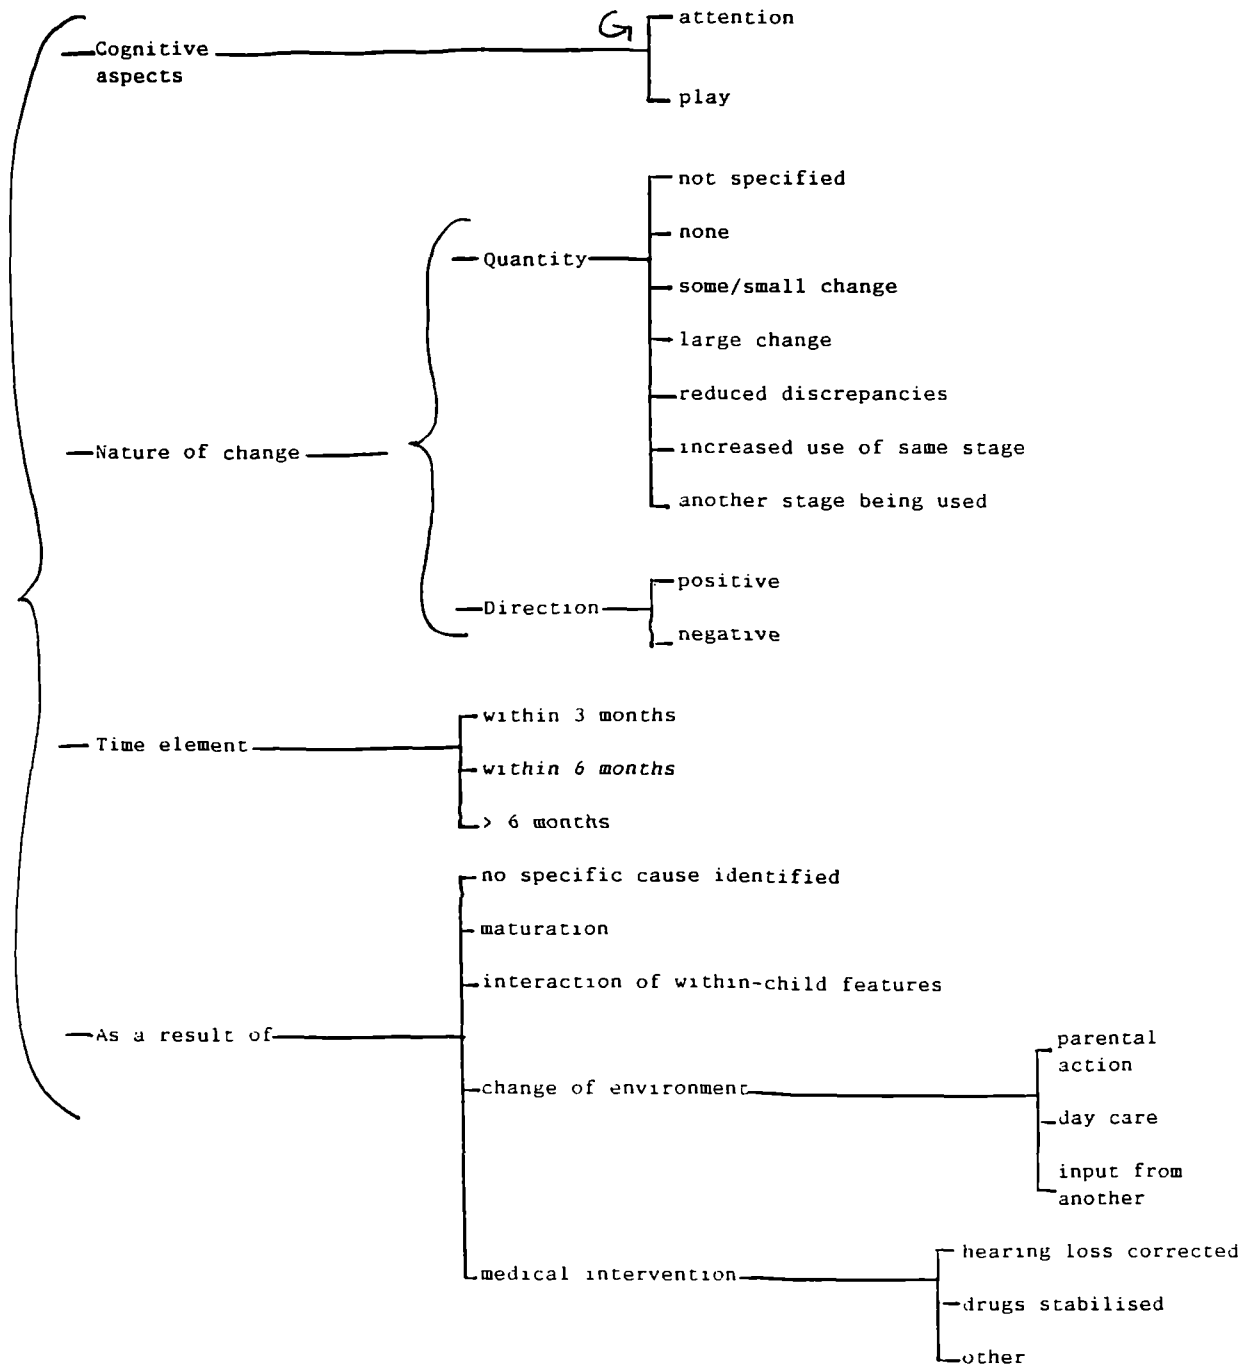 G
attention
Cognitive
aspects
play
not specified
none
Quantity
some/small change
large change
reduced discrepancies
Nature of change
increased use of same stage
another stage being used
positive
Direction
negative
within 3 months
Time element
within 6 months
> 6 months
no specific cause identified
maturation
interaction of within-child features
As a result of
parental
action
change of environment
day care
input from
another
hearing loss corrected
medical intervention
drugs stabilised
other